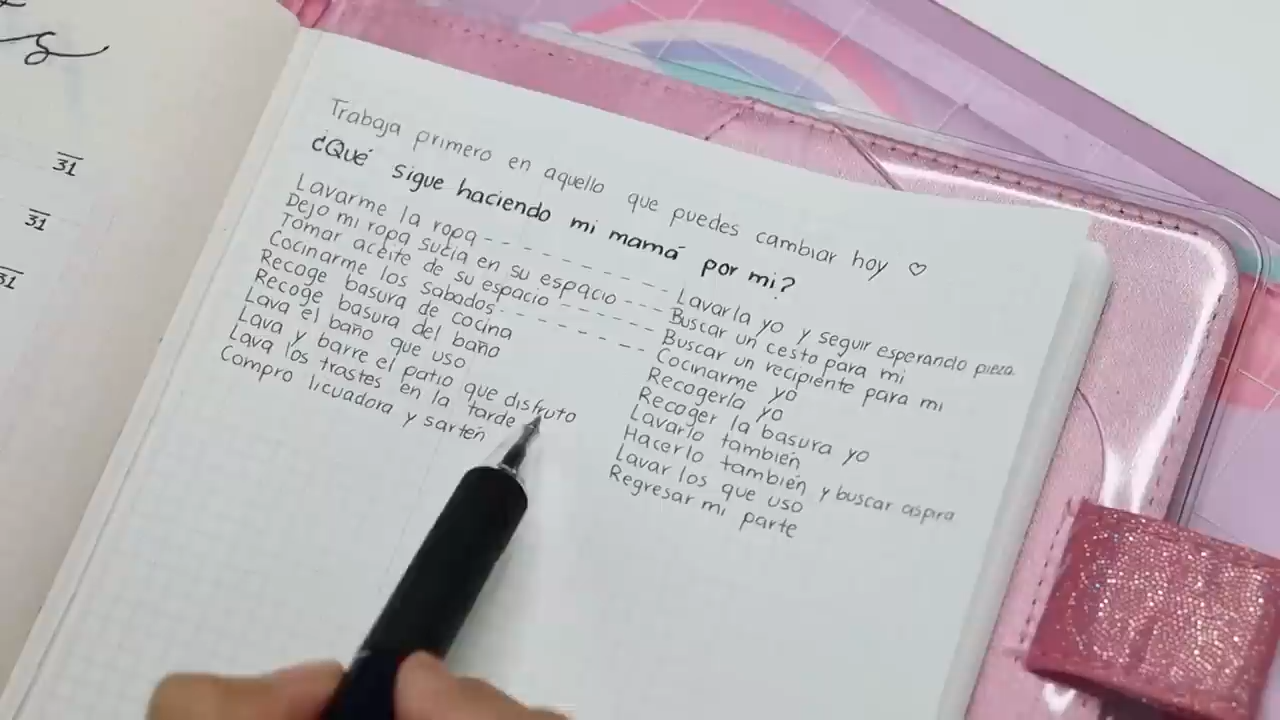 s
31
31
31
Trabaja primero en aquello que puedes cambiar hoy ♡
¿Qué sigue haciendo mi mamá por mi?
Lavarme la ropa - - - - - - - - - - - Lavarla yo y seguir esperando pieza
Dejo mi ropa sucia en su espacio - - - - Buscar un cesto para mi
Tomar aceite de su espacio - - - - - - - Buscar un recipiente para mi
Cocinarme los sabados - - - - - - - - - Cocinarme yo
Recoge basura de cocina Recogerla yo
Recoge basura del baño Recoger la basura yo
Lava el baño que uso Lavarlo también
Lava y barre el patio que disfruto Hacerlo también y buscar aspira
Lava los trastes en la tarde Lavar los que uso
Compro licuadora y sartén Regresar mi parte